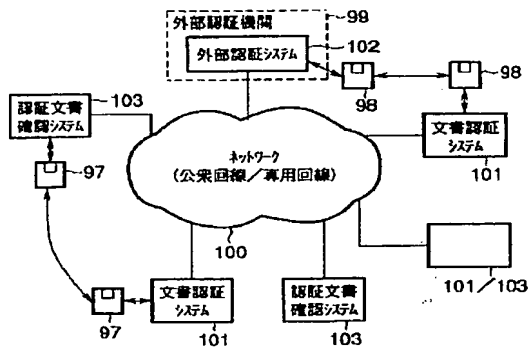 外部認証機関
99
外部認証システム
102
98
98
103
認証文書
確認システム
文書認証
システム
101
97
ネットワーク
(公衆回線/専用回線)
100
97
文書認証
システム
101
認証文書
確認システム
103
101/103